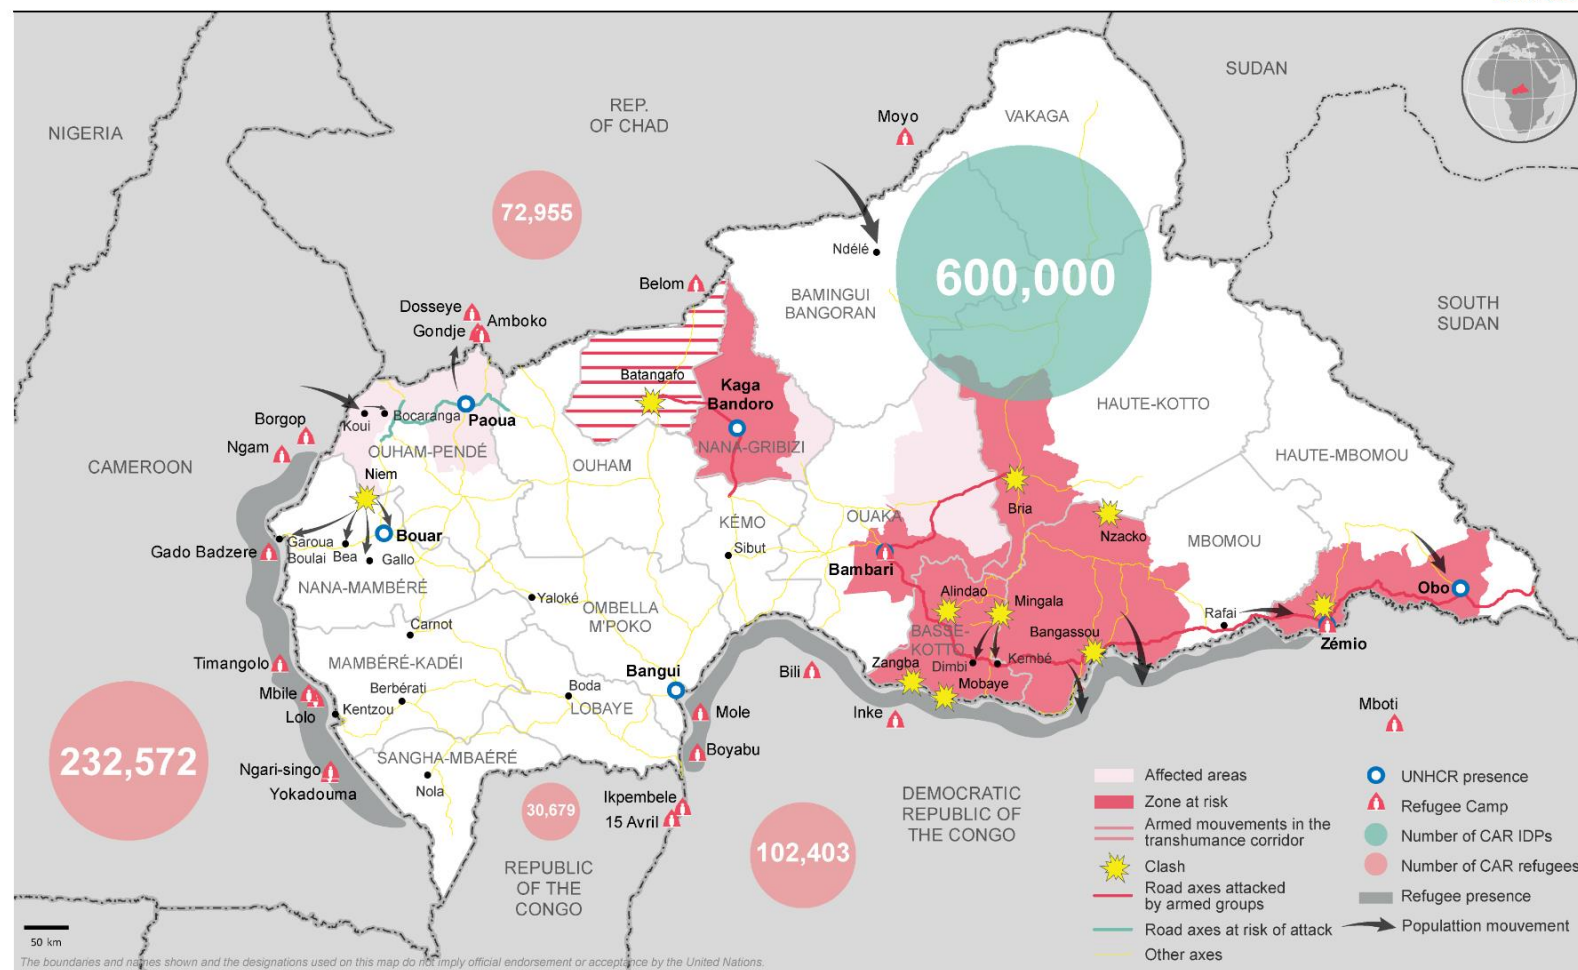 SUDAN
REP.
OF CHAD
NIGERIA
Moyo
VAKAGA
72,955
Ndélé
600,000
Belom
BAMINGUI
BANGORAN
SOUTH
SUDAN
Dosseye
Gondje
Amboko
Batangafo
Kaga
Bandoro
HAUTE-KOTTO
Borgop
Koui
Bocaranga
Paoua
Ngam
OUHAM-PENDÉ
NANA-GRIBIZI
CAMEROON
OUHAM
HAUTE-MBOMOU
Niem
Bria
KÉMO
OUAKA
Nzacko
Bouar
Garoua
Boulai
Bea
Gallo
Gado Badzere
Sibut
MBOMOU
Bambari
NANA-MAMBÉRÉ
Obo
Yaloké
OMBELLA
M'POKO
Alindao
Mingala
Rafai
Carnot
BASSE-
KOTTO
Bangassou
Zémio
Timangolo
MAMBÉRÉ-KADÉI
Bangui
Bili
Zangba
Dimbi
Kembé
Mbile
Lolo
Berbérati
Kentzou
Boda
LOBAYE
Mobaye
Mole
Inke
Mboti
232,572
SANGHA-MBAÉRÉ
Boyabu
Ngari-singo
Yokadouma
Nola
30,679
Ikpembele
15 Avril
102,403
DEMOCRATIC
REPUBLIC OF
THE CONGO
REPUBLIC
OF THE
CONGO
Affected areas
Zone at risk
Armed mouvements in the
transhumance corridor
Clash
Road axes attacked
by armed groups
Road axes at risk of attack
Other axes
UNHCR presence
Refugee Camp
Number of CAR IDPs
Number of CAR refugees
Refugee presence
Popullation mouvement
50 km
The boundaries and names shown and the designations used on this map do not imply official endorsement or acceptance by the United Nations.